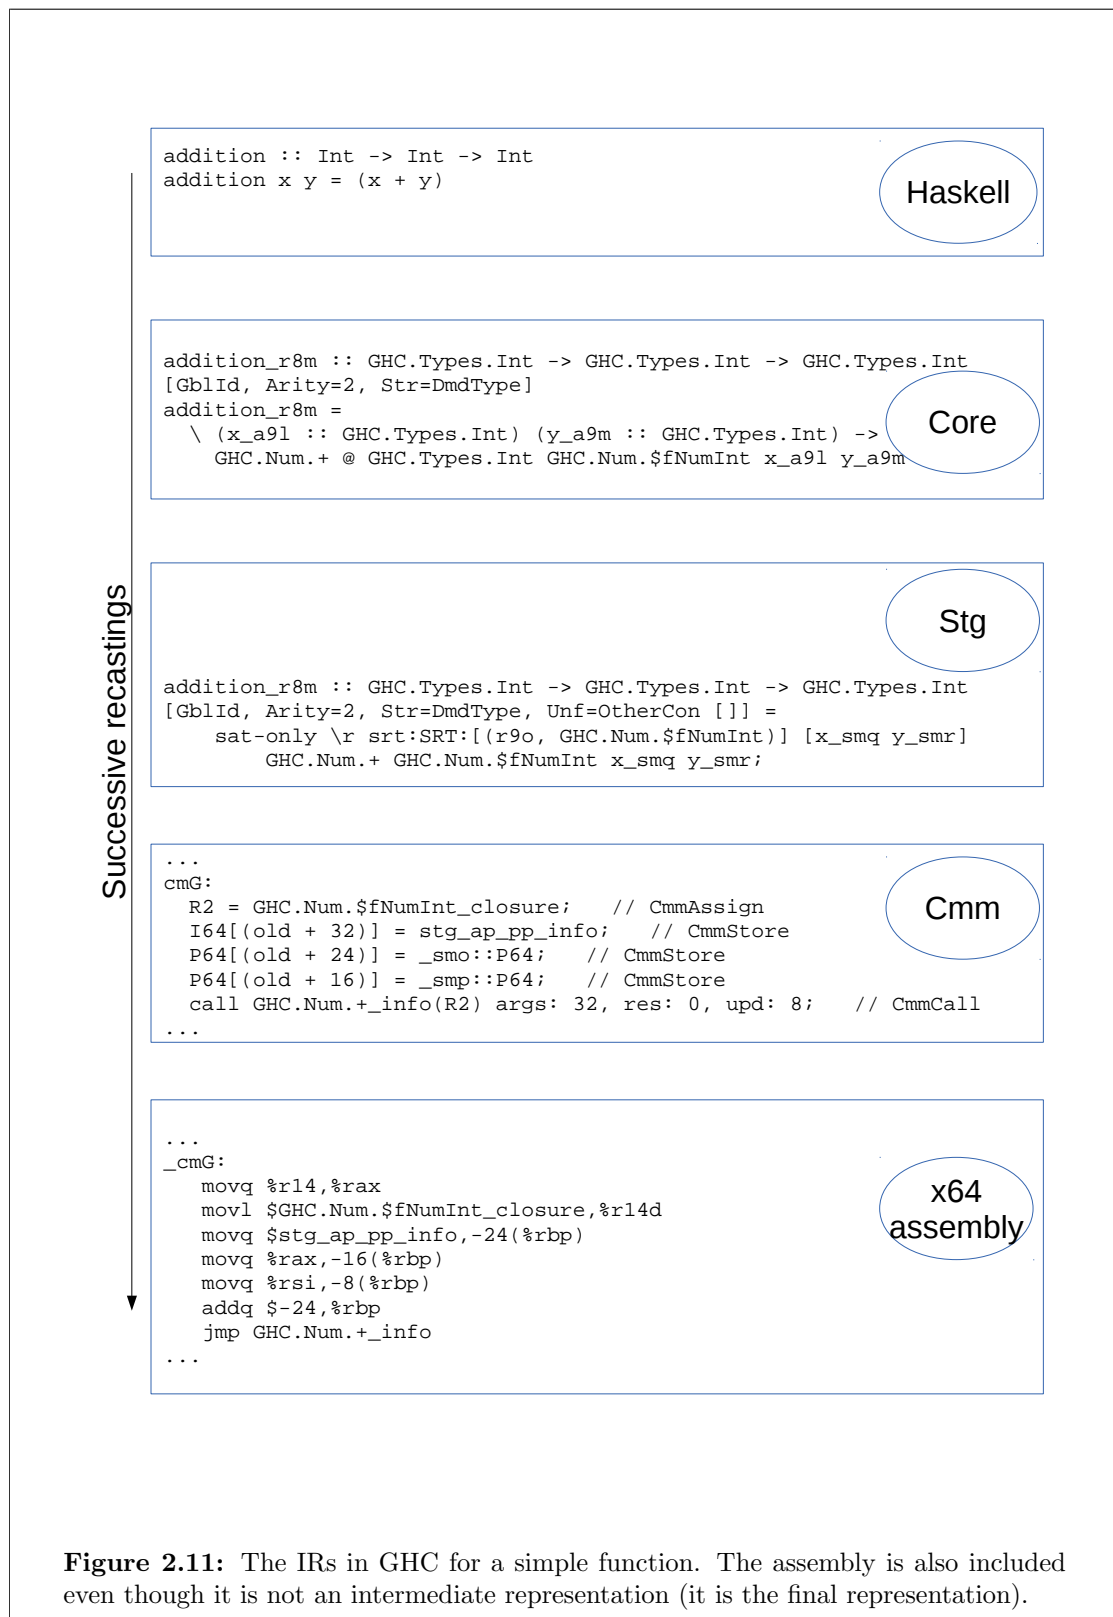 addition :: Int -> Int -> Int
addition x y = (x + y)
Haskell
addition_r8m :: GHC.Types.Int -> GHC.Types.Int -> GHC.Types.Int
[GblId, Arity=2, Str=DmdType]
addition_r8m =
  \ (x_a9l :: GHC.Types.Int) (y_a9m :: GHC.Types.Int) ->
    GHC.Num.+ @ GHC.Types.Int GHC.Num.$fNumInt x_a9l y_a9m
Core
Successive recastings
Stg
addition_r8m :: GHC.Types.Int -> GHC.Types.Int -> GHC.Types.Int
[GblId, Arity=2, Str=DmdType, Unf=OtherCon []] =
    sat-only \r srt:SRT:[(r9o, GHC.Num.$fNumInt)] [x_smq y_smr]
        GHC.Num.+ GHC.Num.$fNumInt x_smq y_smr;
...
cmG:
  R2 = GHC.Num.$fNumInt_closure;   // CmmAssign
  I64[(old + 32)] = stg_ap_pp_info;   // CmmStore
  P64[(old + 24)] = _smo::P64;   // CmmStore
  P64[(old + 16)] = _smp::P64;   // CmmStore
  call GHC.Num.+_info(R2) args: 32, res: 0, upd: 8;   // CmmCall
...
Cmm
...
_cmG:
   movq %r14,%rax
   movl $GHC.Num.$fNumInt_closure,%r14d
   movq $stg_ap_pp_info,-24(%rbp)
   movq %rax,-16(%rbp)
   movq %rsi,-8(%rbp)
   addq $-24,%rbp
   jmp GHC.Num.+_info
...
x64
assembly
Figure 2.11: The IRs in GHC for a simple function. The assembly is also included
even though it is not an intermediate representation (it is the final representation).